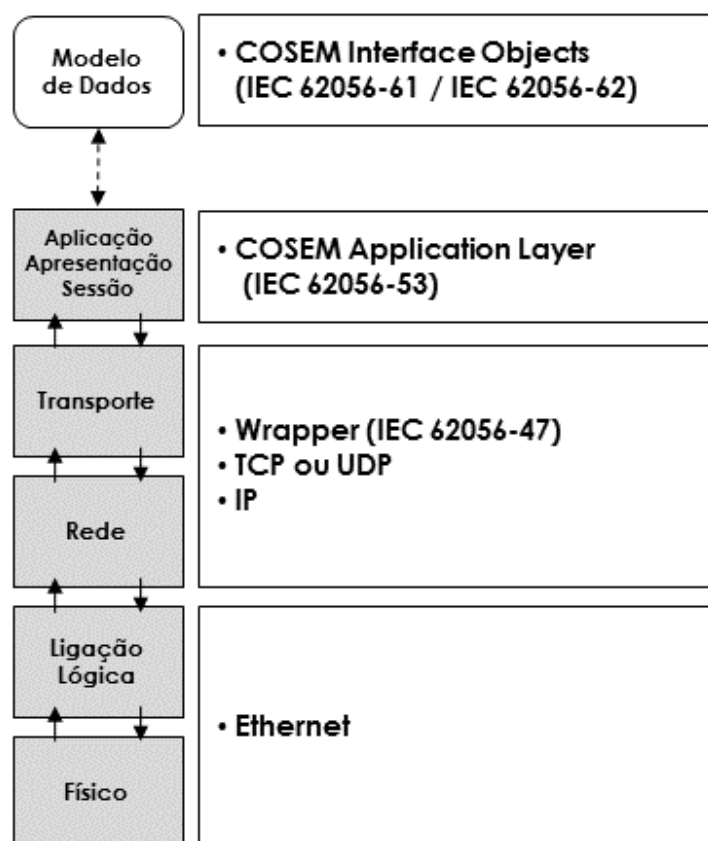 Modelo
de Dados
• COSEM Interface Objects
(IEC 62056-61 / IEC 62056-62)
Aplicação
Apresentação
Sessão
• COSEM Application Layer
(IEC 62056-53)
Transporte
Rede
• Wrapper (IEC 62056-47)
• TCP ou UDP
• IP
Ligação
Lógica
Físico
• Ethernet